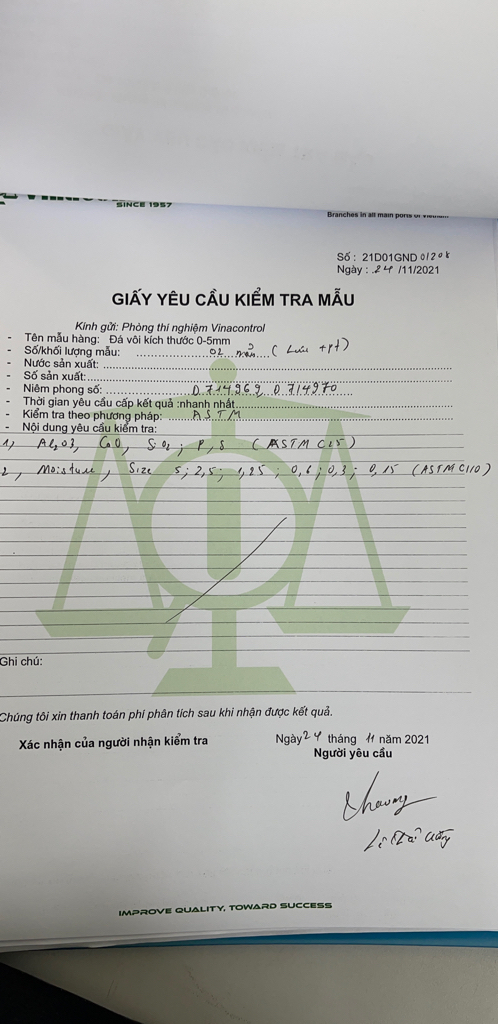 SINCE 1957
Branches in all main ports of Vietnam
Số : 21D01GND 01208
Ngày : 24 /11/2021
GIẤY YÊU CẦU KIỂM TRA MẪU
Kính gửi: Phòng thí nghiệm Vinacontrol
- Tên mẫu hàng: Đá vôi kích thước 0-5mm
- Số/khối lượng mẫu: 02 mẫu (Lưu + pt)
- Nước sản xuất:
- Số sản xuất:
- Niêm phong số: 0714969 0714970
- Thời gian yêu cầu cấp kết quả :nhanh nhất
- Kiểm tra theo phương pháp: ASTM
- Nội dung yêu cầu kiểm tra:
1, Al2O3, CaO, SiO2 ; P, S (ASTM C25)
2, Moisture, Size 5; 2,5; 1,25 ; 0,6 ; 0,3 ; 0,15 (ASTM C110)
Ghi chú:
Chúng tôi xin thanh toán phí phân tích sau khi nhận được kết quả.
Xác nhận của người nhận kiểm tra
Ngày 24 tháng 11 năm 2021
Người yêu cầu
IMPROVE QUALITY, TOWARD SUCCESS